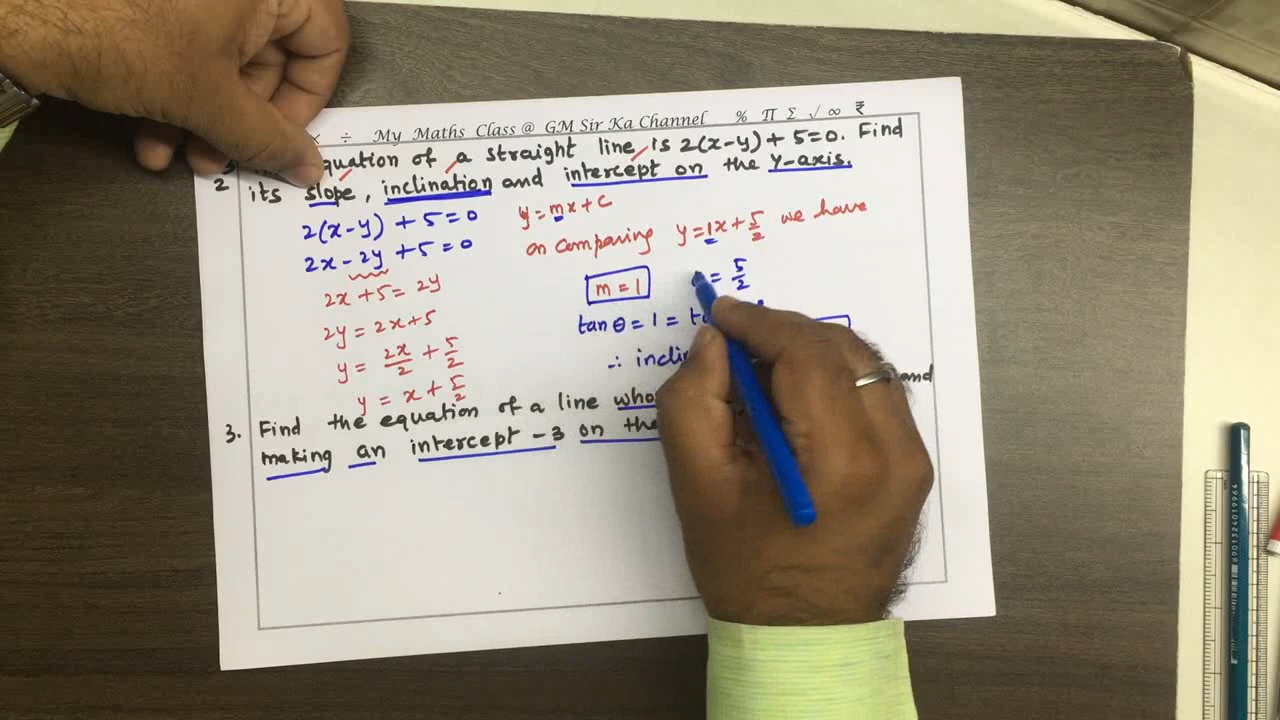 × ÷ My Maths Class @ GM Sir Ka Channel % Π Σ √ ∞ ₹
2 equation of a straight line is 2(x-y)+5=0. Find
its slope, inclination and intercept on the Y-axis.
2(x-y)+5=0
2x-2y+5=0
2x+5=2y
2y=2x+5
y=2x/2+5/2
y=x+5/2
y=mx+c
on comparing y=1x+5/2 we have
m=1
=5/2
tanθ=1=
∴
3. Find the equation of a line and
making an intercept -3 on the
8901324019964